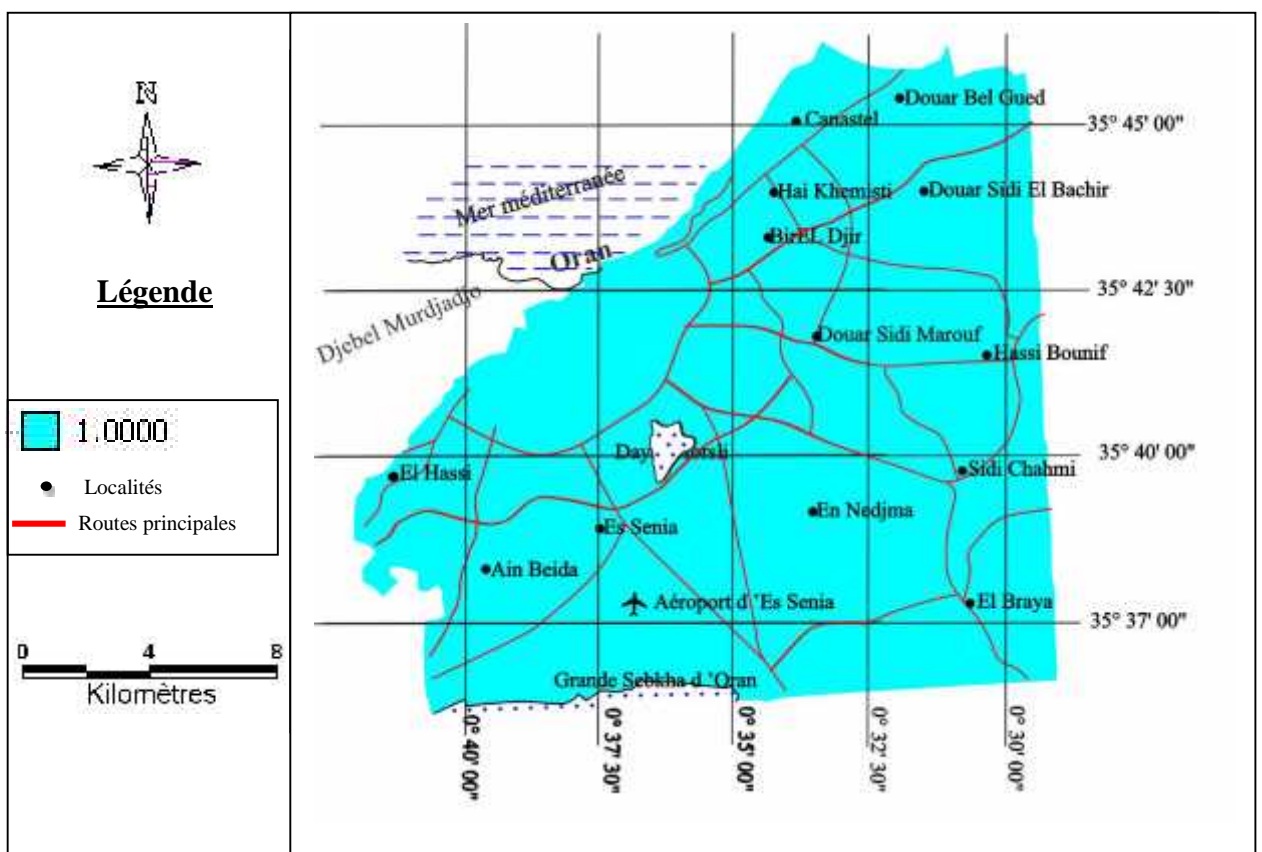 N
Légende
1.0000
Localités
Routes principales
0 4 8
Kilomètres
Douar Bel Gued
Canastel
35° 45' 00"
Mer méditerranée
Hai Khemisti
Douar Sidi El Bachir
BirEL Djir
Oran
35° 42' 30"
Djebel Murdjadjo
Douar Sidi Marouf
Hassi Bounif
35° 40' 00"
El Hassi
Sidi Chahmi
En Nedjma
Es Senia
Ain Beida
Aéroport d 'Es Senia
El Braya
35° 37' 00"
Grande Sebkha d 'Oran
0° 40' 00"
0° 37' 30"
0° 35' 00"
0° 32' 30"
0° 30' 00"